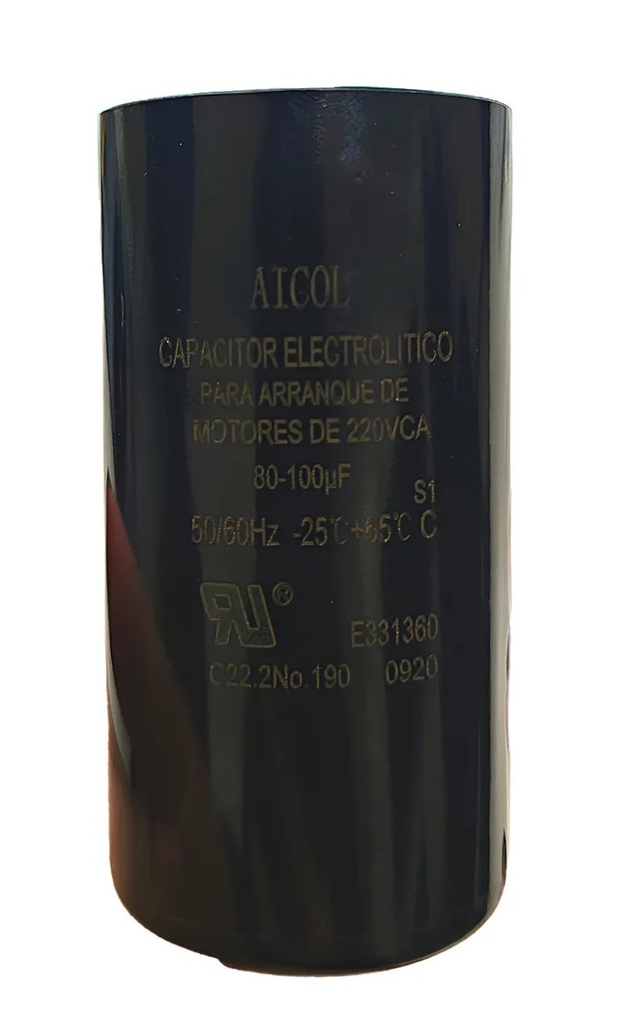 AICOL
CAPACITOR ELECTROLITICO
PARA ARRANQUE DE
MOTORES DE 220VCA
80-100µF
S1
50/60Hz -25℃+65℃ C
RU®
E331360
C22.2No.190 0920